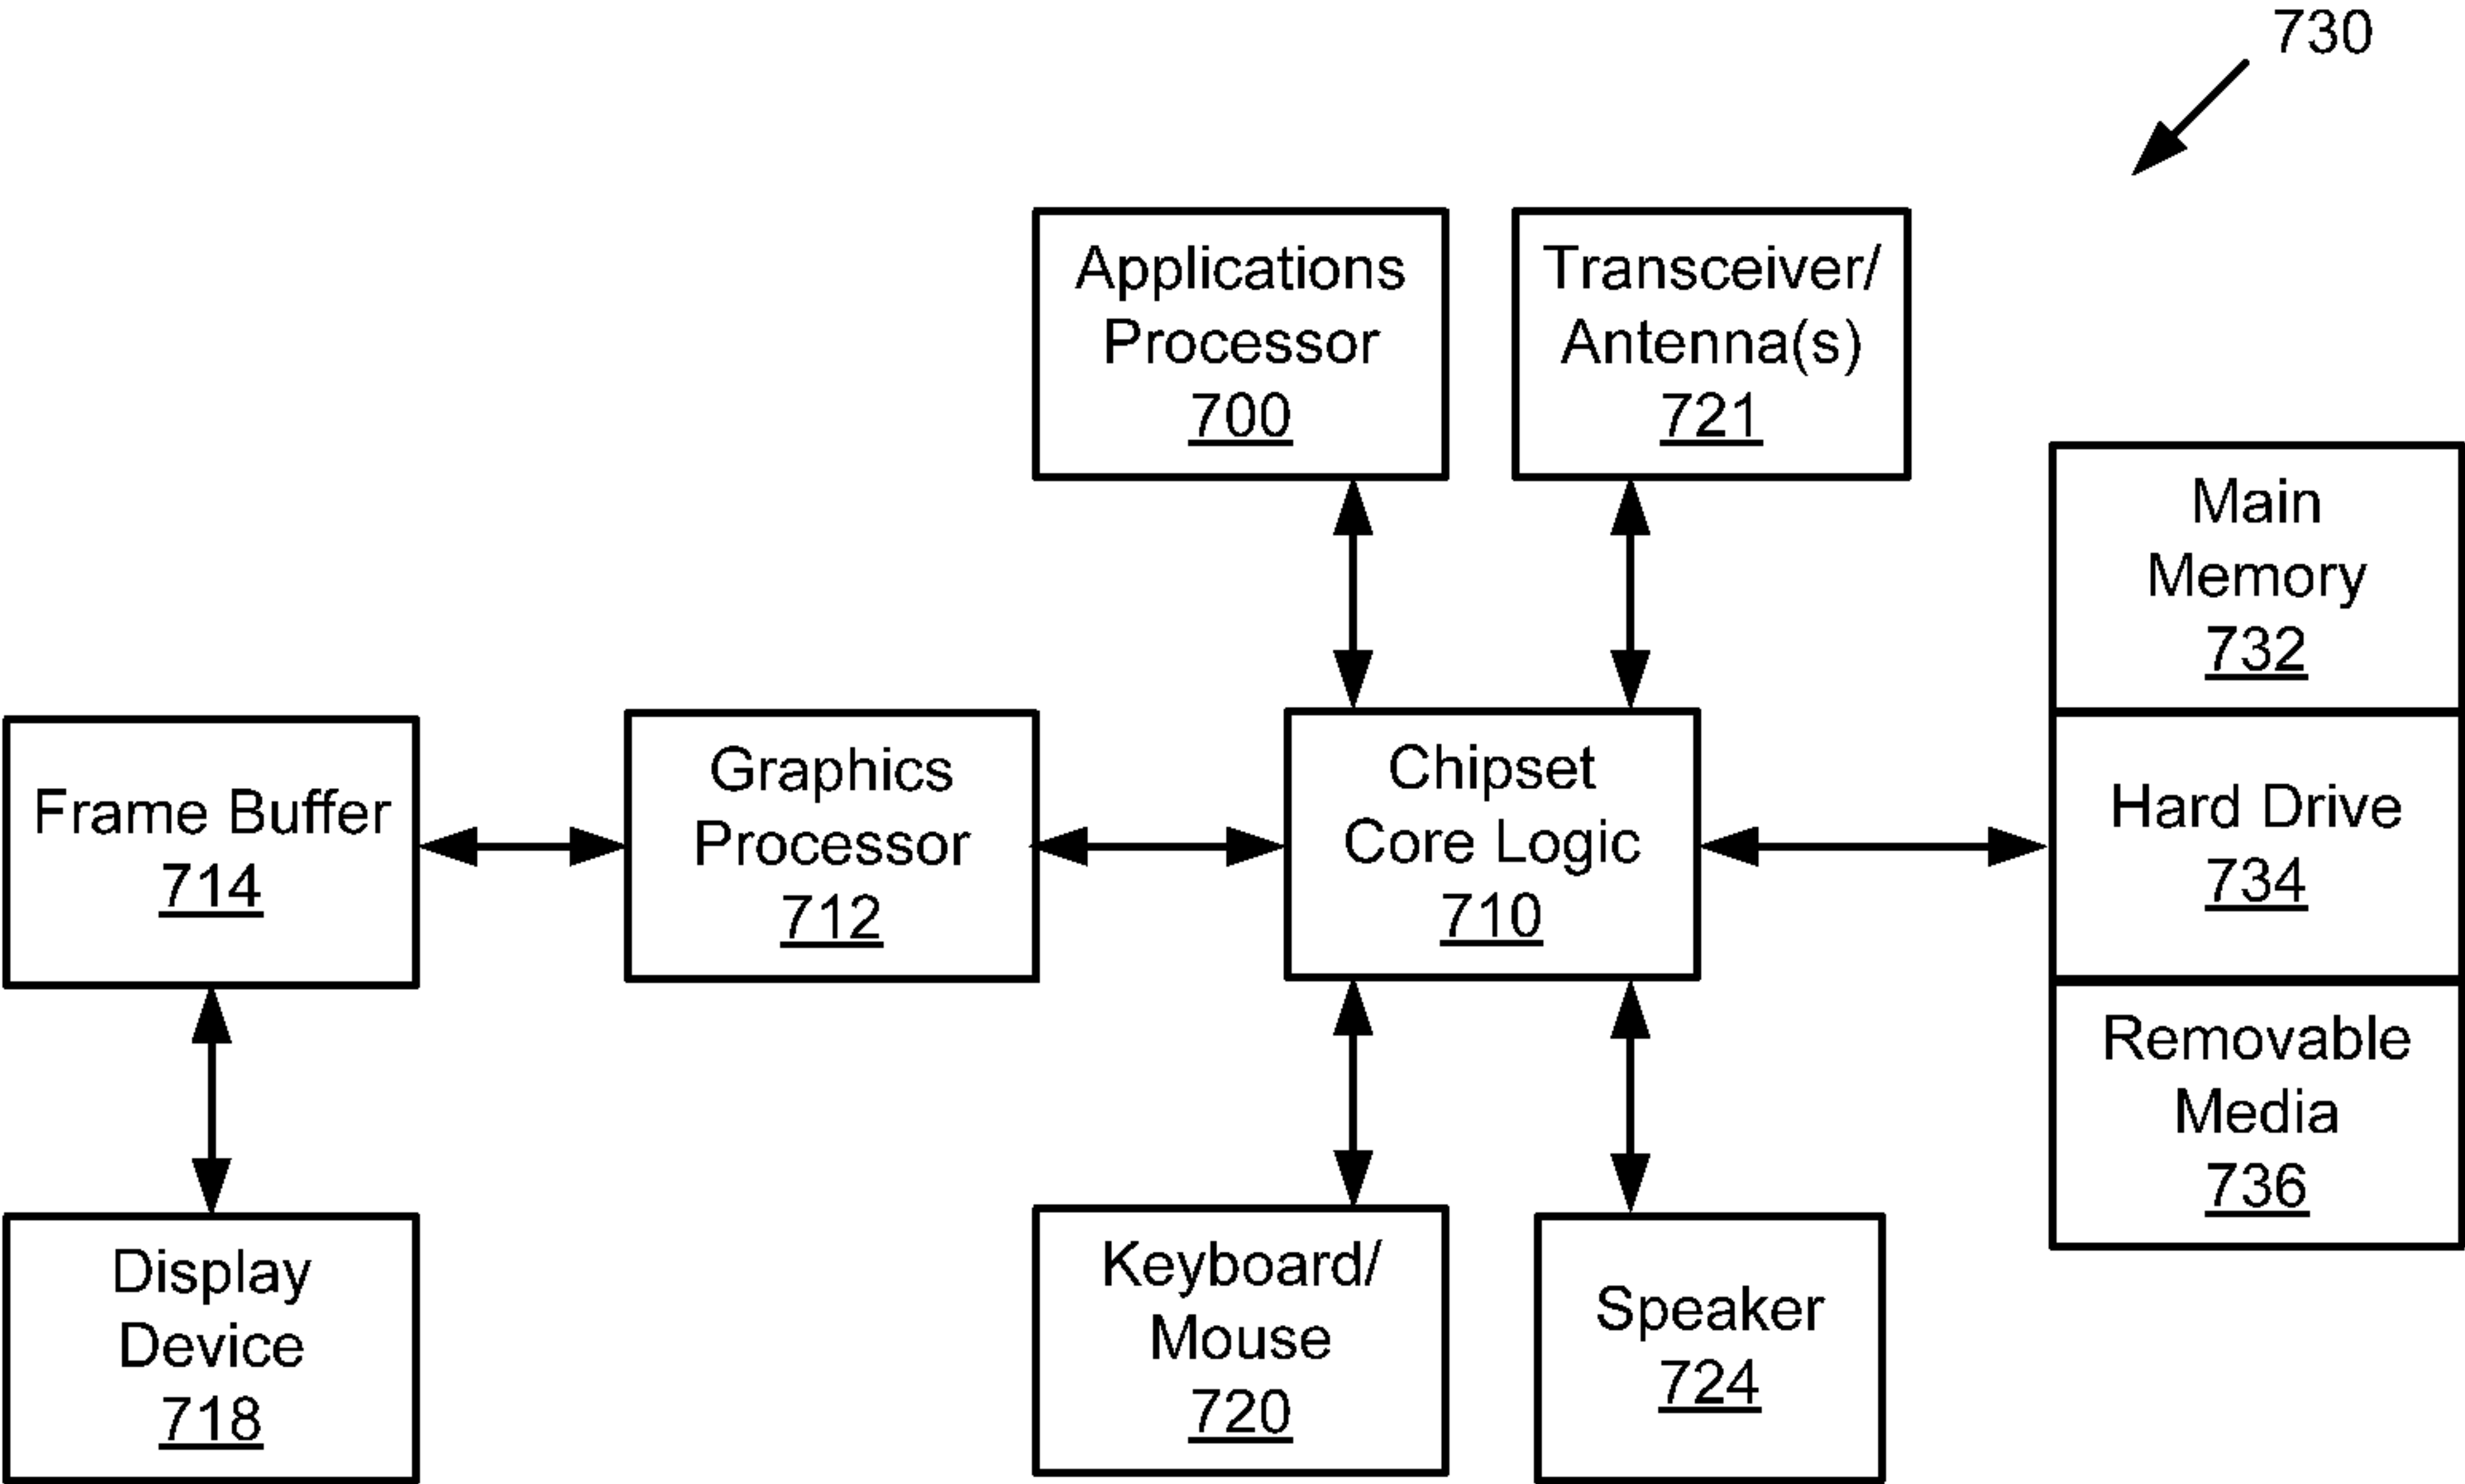 730
Applications
Processor
700
Transceiver/
Antenna(s)
721
Main
Memory
732
Frame Buffer
714
Graphics
Processor
712
Chipset
Core Logic
710
Hard Drive
734
Removable
Media
736
Display
Device
718
Keyboard/
Mouse
720
Speaker
724